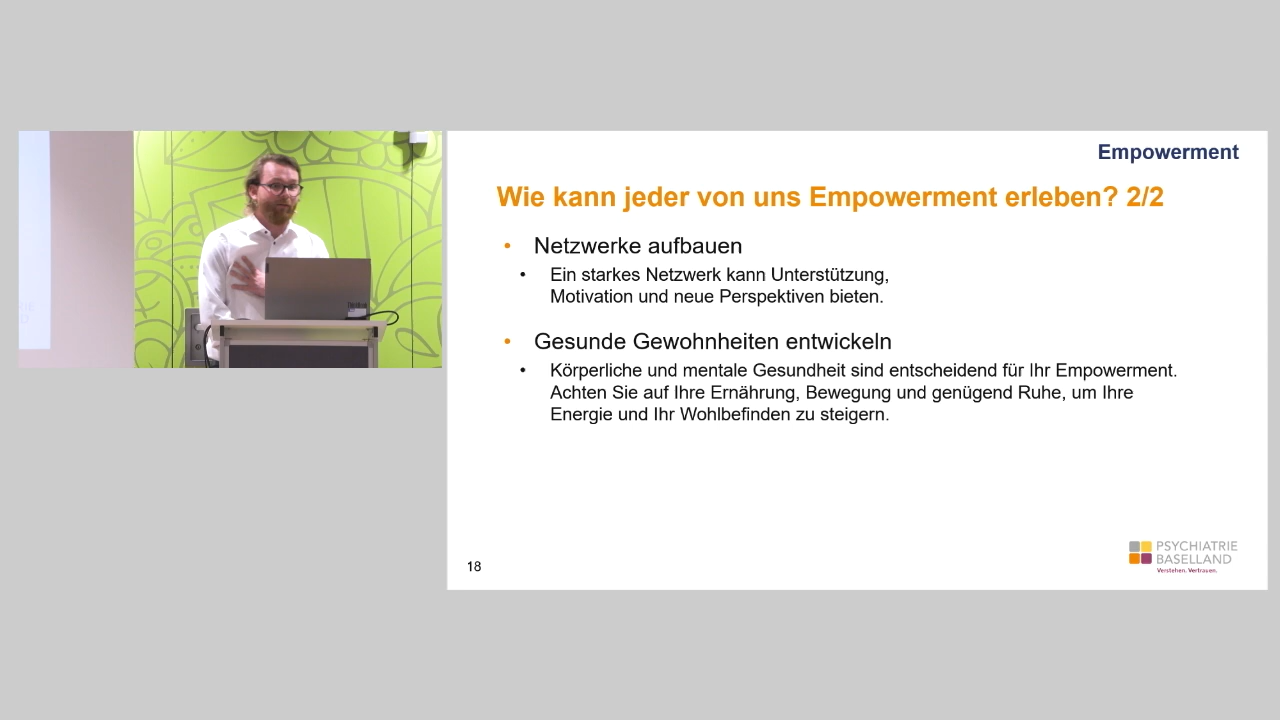 Empowerment
Wie kann jeder von uns Empowerment erleben? 2/2
• Netzwerke aufbauen
• Ein starkes Netzwerk kann Unterstützung,
Motivation und neue Perspektiven bieten.
• Gesunde Gewohnheiten entwickeln
• Körperliche und mentale Gesundheit sind entscheidend für Ihr Empowerment.
Achten Sie auf Ihre Ernährung, Bewegung und genügend Ruhe, um Ihre
Energie und Ihr Wohlbefinden zu steigern.
18
PSYCHIATRIE
BASELLAND
Verstehen. Vertrauen.